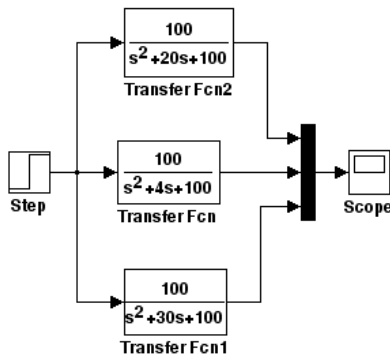 100
s²+20s+100
Transfer Fcn2
100
s²+4s+100
Step
Transfer Fcn
Scope
100
s²+30s+100
Transfer Fcn1